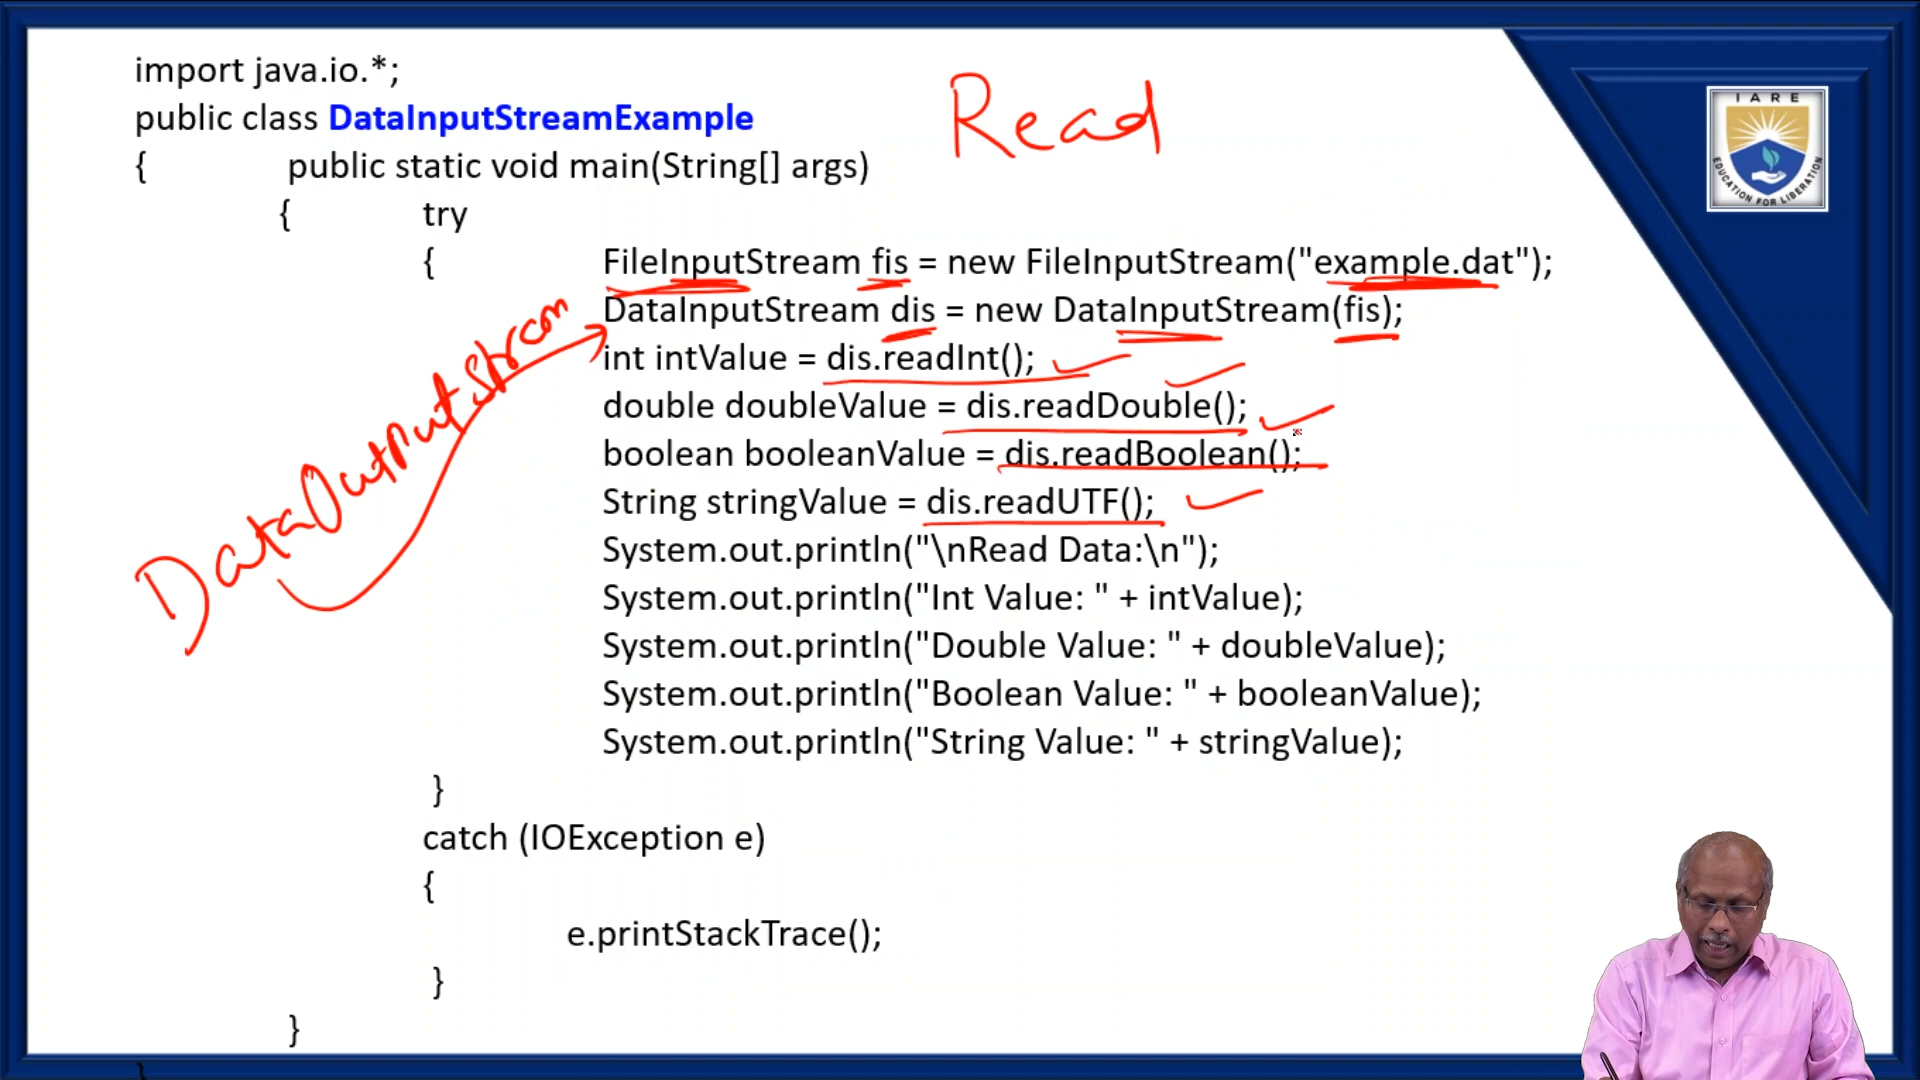 import java.io.*;
Read
public class DataInputStreamExample
{ public static void main(String[] args)
{ try
{ FileInputStream fis = new FileInputStream("example.dat");
DataInputStream dis = new DataInputStream(fis);
int intValue = dis.readInt();
double doubleValue = dis.readDouble();
boolean booleanValue = dis.readBoolean();
String stringValue = dis.readUTF();
System.out.println("\nRead Data:\n");
System.out.println("Int Value: " + intValue);
System.out.println("Double Value: " + doubleValue);
System.out.println("Boolean Value: " + booleanValue);
System.out.println("String Value: " + stringValue);
}
catch (IOException e)
{
e.printStackTrace();
}
}
}
DataOutPutStream
IARE
EDUCATION FOR LIBERATION